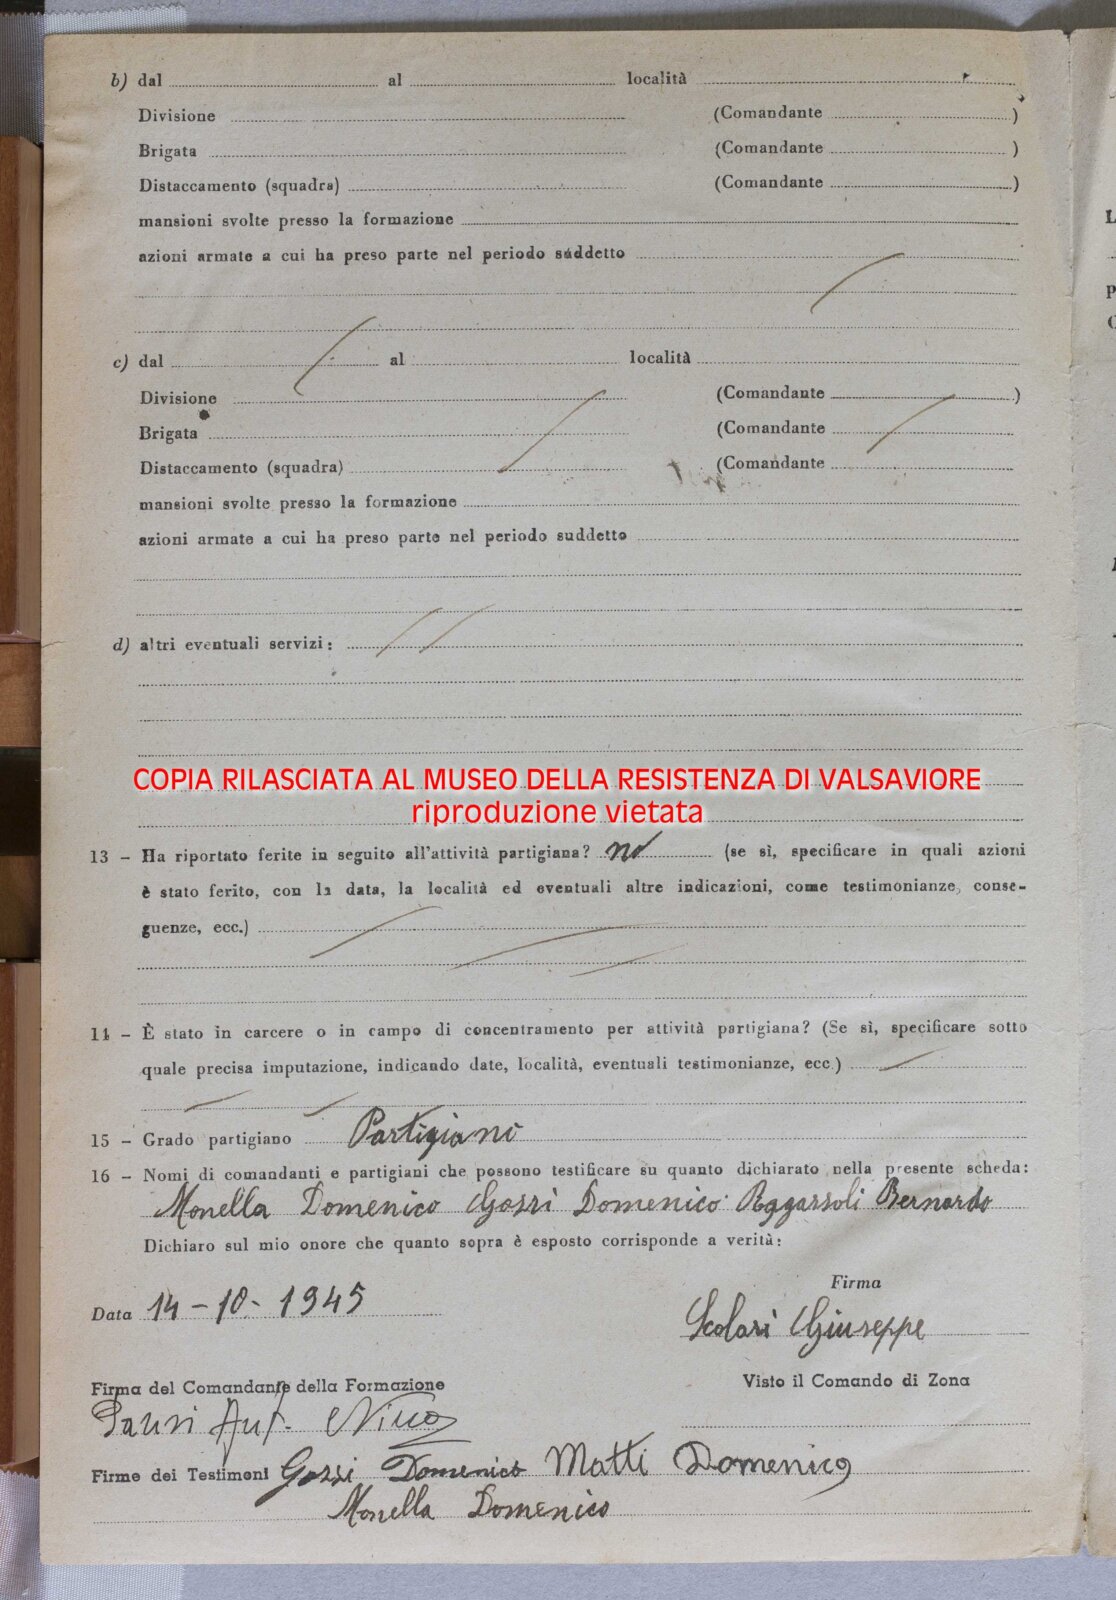 b) dal al località
Divisione (Comandante )
Brigata (Comandante )
Distaccamento (squadra) (Comandante )
mansioni svolte presso la formazione
azioni armate a cui ha preso parte nel periodo suddetto
c) dal al località
Divisione (Comandante )
Brigata (Comandante
Distaccamento (squadra) (Comandante
mansioni svolte presso la formazione
azioni armate a cui ha preso parte nel periodo suddetto
d) altri eventuali servizi:
COPIA RILASCIATA AL MUSEO DELLA RESISTENZA DI VALSAVIORE
riproduzione vietata
13 – Ha riportato ferite in seguito all'attività partigiana? no (se sì, specificare in quali azioni
è stato ferito, con la data, la località ed eventuali altre indicazioni, come testimonianze, conse-
guenze, ecc.)
14 – È stato in carcere o in campo di concentramento per attività partigiana? (Se sì, specificare sotto
quale precisa imputazione, indicando date, località, eventuali testimonianze, ecc.)
15 – Grado partigiano Partigiano
16 – Nomi di comandanti e partigiani che possono testificare su quanto dichiarato nella presente scheda:
Monella Domenico Gozzi Domenico Bernardo
Dichiaro sul mio onore che quanto sopra è esposto corrisponde a verità:
Firma
Data 14-10-1945
Scolari Giuseppe
Firma del Comandante della Formazione
Visto il Comando di Zona
Nino
Firme dei Testimoni Gozzi Domenico Matti Domenico
Monella Domenico